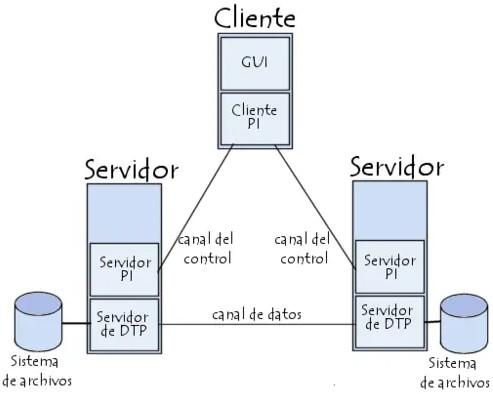 Cliente
GUI
Cliente
PI
Servidor
Servidor
canal del
control
canal del
control
Servidor
PI
Servidor
PI
Servidor
de DTP
canal de datos
Servidor
de DTP
Sistema
de archivos
Sistema
de archivos